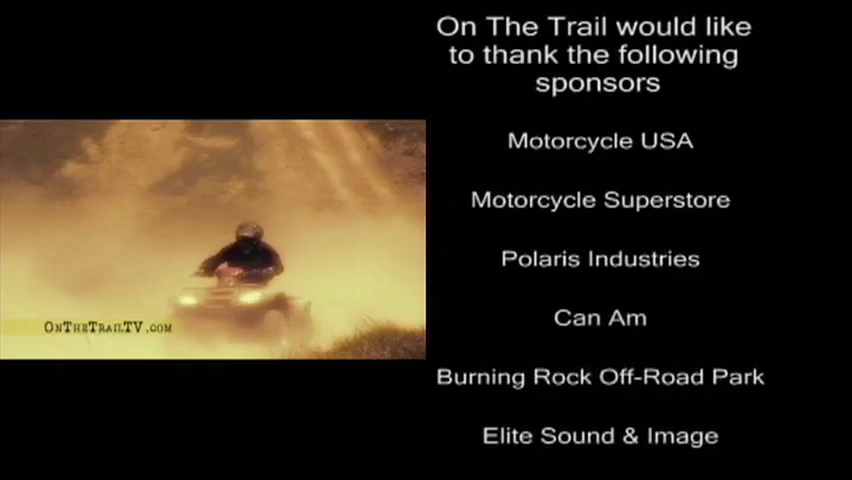 On The Trail would like
to thank the following
sponsors
Motorcycle USA
Motorcycle Superstore
Polaris Industries
Can Am
Burning Rock Off-Road Park
Elite Sound & Image
OnTheTrailTV.com